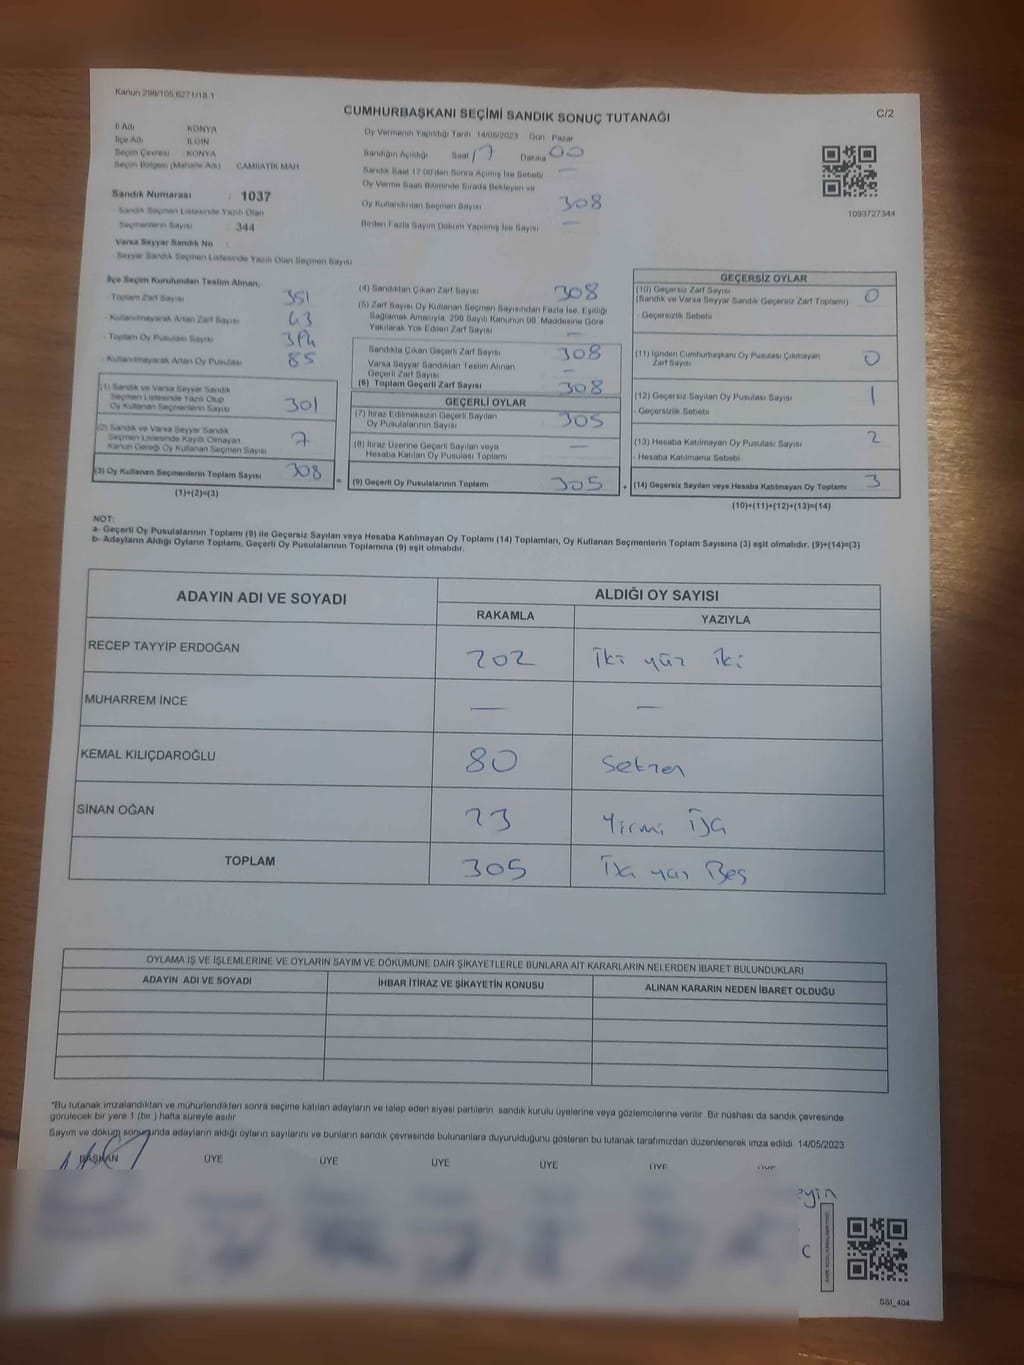 Kanun 298/105,6271/18-1
CUMHURBAŞKANI SEÇİMİ SANDIK SONUÇ TUTANAĞI
C/2
İl Adı KONYA
İlçe Adı ILGIN
Seçim Çevresi : KONYA
Seçim Bölgesi (Mahalle Adı) CAMİİATİK MAH
Sandık Numarası : 1037
Sandık Seçmen Listesinde Yazılı Olan
Seçmenlerin Sayısı : 344
Varsa Seyyar Sandık No :
Seyyar Sandık Seçmen Listesinde Yazılı Olan Seçmen Sayısı
Oy Vermenin Yapıldığı Tarih 14/05/2023 Gün Pazar
Sandığın Açıldığı Saat 17 Dakika 00
Sandık Saat 17:00'den Sonra Açılmış İse Sebebi —
Oy Verme Saati Bitiminde Sırada Bekleyen ve
Oy Kullandırılan Seçmen Sayısı 308
Birden Fazla Sayım Döküm Yapılmış İse Sayısı —
1093727344
İlçe Seçim Kurulundan Teslim Alınan;
- Toplam Zarf Sayısı 351
- Kullanılmayarak Artan Zarf Sayısı 43
- Toplam Oy Pusulası Sayısı
- Kullanılmayarak Artan Oy Pusulası 85
(1) Sandık ve Varsa Seyyar Sandık
Seçmen Listesinde Yazılı Olup
Oy Kullanan Seçmenlerin Sayısı 301
(2) Sandık ve Varsa Seyyar Sandık
Seçmen Listesinde Kayıtlı Olmayan
Kanun Gereği Oy Kullanan Seçmen Sayısı 7
(3) Oy Kullanan Seçmenlerin Toplam Sayısı 308
(1)+(2)=(3)
(4) Sandıktan Çıkan Zarf Sayısı 308
(5) Zarf Sayısı Oy Kullanan Seçmen Sayısından Fazla İse, Eşitliği
Sağlamak Amacıyla, 298 Sayılı Kanunun 98. Maddesine Göre
Yakılarak Yok Edilen Zarf Sayısı —
Sandıkta Çıkan Geçerli Zarf Sayısı 308
Varsa Seyyar Sandıktan Teslim Alınan
Geçerli Zarf Sayısı —
(6) Toplam Geçerli Zarf Sayısı 308
GEÇERLİ OYLAR
(7) İtiraz Edilmeksizin Geçerli Sayılan
Oy Pusulalarının Sayısı 305
(8) İtiraz Üzerine Geçerli Sayılan veya
Hesaba Katılan Oy Pusulası Toplamı —
(9) Geçerli Oy Pusulalarının Toplamı 305
GEÇERSİZ OYLAR
(10) Geçersiz Zarf Sayısı 0
(Sandık ve Varsa Seyyar Sandık Geçersiz Zarf Toplamı)
- Geçersizlik Sebebi
(11) İçinden Cumhurbaşkanı Oy Pusulası Çıkmayan
Zarf Sayısı 0
(12) Geçersiz Sayılan Oy Pusulası Sayısı 1
- Geçersizlik Sebebi
(13) Hesaba Katılmayan Oy Pusulası Sayısı 2
- Hesaba Katılmama Sebebi
(14) Geçersiz Sayılan veya Hesaba Katılmayan Oy Toplamı 3
(10)+(11)+(12)+(13)=(14)
NOT:
a- Geçerli Oy Pusulalarının Toplamı (9) ile Geçersiz Sayılan veya Hesaba Katılmayan Oy Toplamı (14) Toplamları, Oy Kullanan Seçmenlerin Toplam Sayısına (3) eşit olmalıdır. (9)+(14)=(3)
b- Adayların Aldığı Oyların Toplamı, Geçerli Oy Pusulalarının Toplamına (9) eşit olmalıdır.
ADAYIN ADI VE SOYADI
ALDIĞI OY SAYISI
RAKAMLA YAZIYLA
RECEP TAYYİP ERDOĞAN 202 İki yüz iki
MUHARREM İNCE — —
KEMAL KILIÇDAROĞLU 80 Seksen
SİNAN OĞAN 23 Yirmi Üç
TOPLAM 305 Üç yüz Beş
OYLAMA İŞ VE İŞLEMLERİNE VE OYLARIN SAYIM VE DÖKÜMÜNE DAİR ŞİKAYETLERLE BUNLARA AİT KARARLARIN NELERDEN İBARET BULUNDUKLARI
ADAYIN ADI VE SOYADI İHBAR İTİRAZ VE ŞİKAYETİN KONUSU ALINAN KARARIN NEDEN İBARET OLDUĞU
*Bu tutanak imzalandıktan ve mühürlendikten sonra seçime katılan adayların ve talep eden siyasi partilerin sandık kurulu üyelerine veya gözlemcilerine verilir. Bir nüshası da sandık çevresinde
görülecek bir yere 1 (bir ) hafta süreyle asılır
Sayım ve döküm sonucunda adayların aldığı oyların sayılarını ve bunların sandık çevresinde bulunanlara duyurulduğunu gösteren bu tutanak tarafımızdan düzenlenerek imza edildi 14/05/2023
BAŞKAN ÜYE ÜYE ÜYE ÜYE ÜYE ÜYE
SSI_404